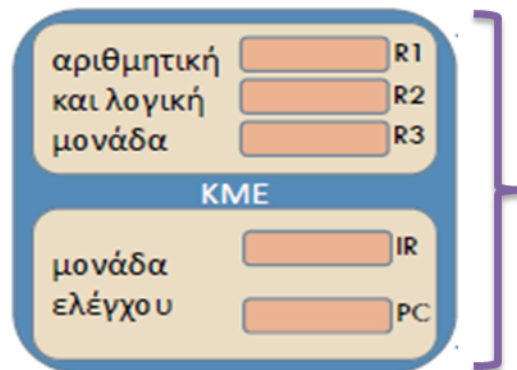 αριθμητική
και λογική
μονάδα
R1
R2
R3
ΚΜΕ
μονάδα
ελέγχου
IR
PC